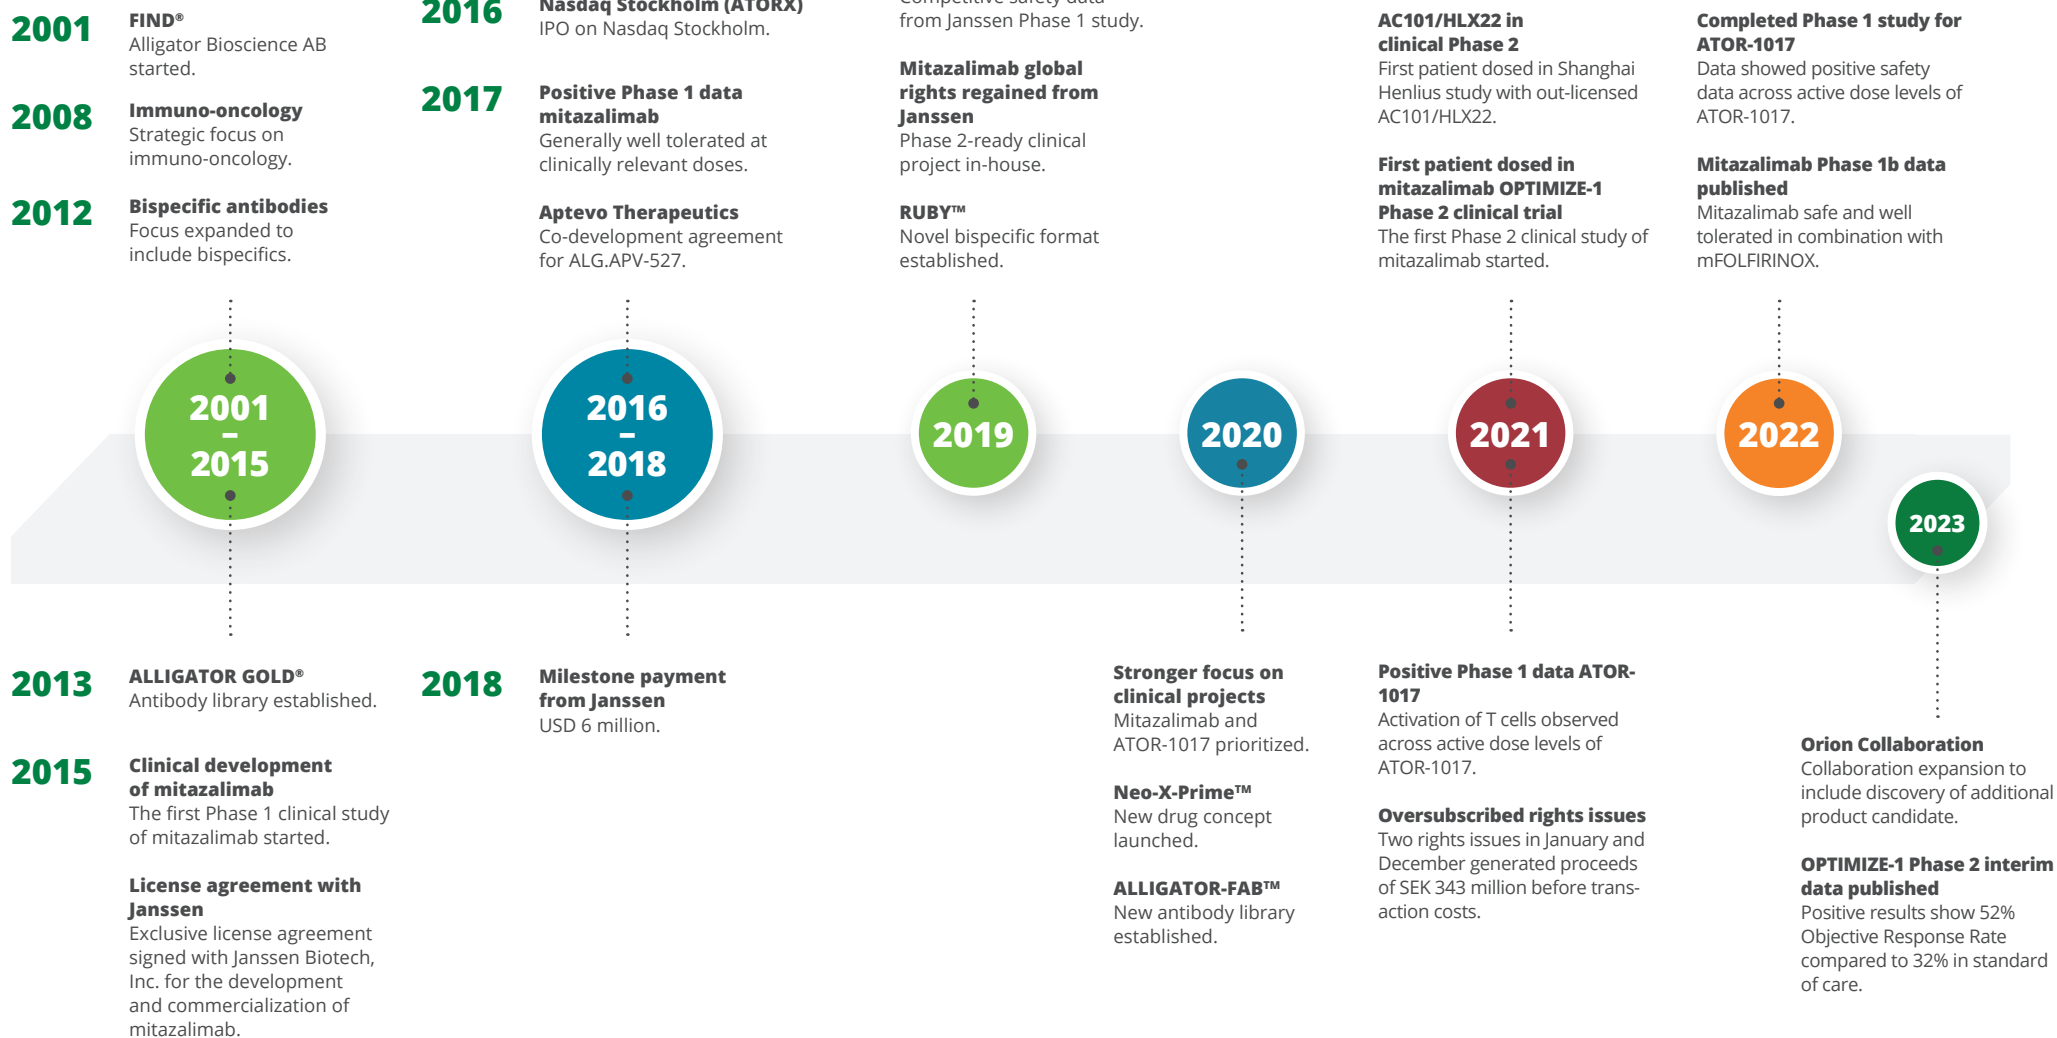 2001
FIND®
Alligator Bioscience AB
started.
2008
Immuno-oncology
Strategic focus on
immuno-oncology.
2012
Bispecific antibodies
Focus expanded to
include bispecifics.
2016
Nasdaq Stockholm (ATORX)
IPO on Nasdaq Stockholm.
2017
Positive Phase 1 data
mitazalimab
Generally well tolerated at
clinically relevant doses.
Aptevo Therapeutics
Co-development agreement
for ALG.APV-527.
Competitive safety data
from Janssen Phase 1 study.
Mitazalimab global
rights regained from
Janssen
Phase 2-ready clinical
project in-house.
RUBY™
Novel bispecific format
established.
AC101/HLX22 in
clinical Phase 2
First patient dosed in Shanghai
Henlius study with out-licensed
AC101/HLX22.
First patient dosed in
mitazalimab OPTIMIZE-1
Phase 2 clinical trial
The first Phase 2 clinical study of
mitazalimab started.
Completed Phase 1 study for
ATOR-1017
Data showed positive safety
data across active dose levels of
ATOR-1017.
Mitazalimab Phase 1b data
published
Mitazalimab safe and well
tolerated in combination with
mFOLFIRINOX.
2001
–
2015
2016
–
2018
2019
2020
2021
2022
2023
2013
ALLIGATOR GOLD®
Antibody library established.
2015
Clinical development
of mitazalimab
The first Phase 1 clinical study
of mitazalimab started.
License agreement with
Janssen
Exclusive license agreement
signed with Janssen Biotech,
Inc. for the development
and commercialization of
mitazalimab.
2018
Milestone payment
from Janssen
USD 6 million.
Stronger focus on
clinical projects
Mitazalimab and
ATOR-1017 prioritized.
Neo-X-Prime™
New drug concept
launched.
ALLIGATOR-FAB™
New antibody library
established.
Positive Phase 1 data ATOR-
1017
Activation of T cells observed
across active dose levels of
ATOR-1017.
Oversubscribed rights issues
Two rights issues in January and
December generated proceeds
of SEK 343 million before trans-
action costs.
Orion Collaboration
Collaboration expansion to
include discovery of additional
product candidate.
OPTIMIZE-1 Phase 2 interim
data published
Positive results show 52%
Objective Response Rate
compared to 32% in standard
of care.